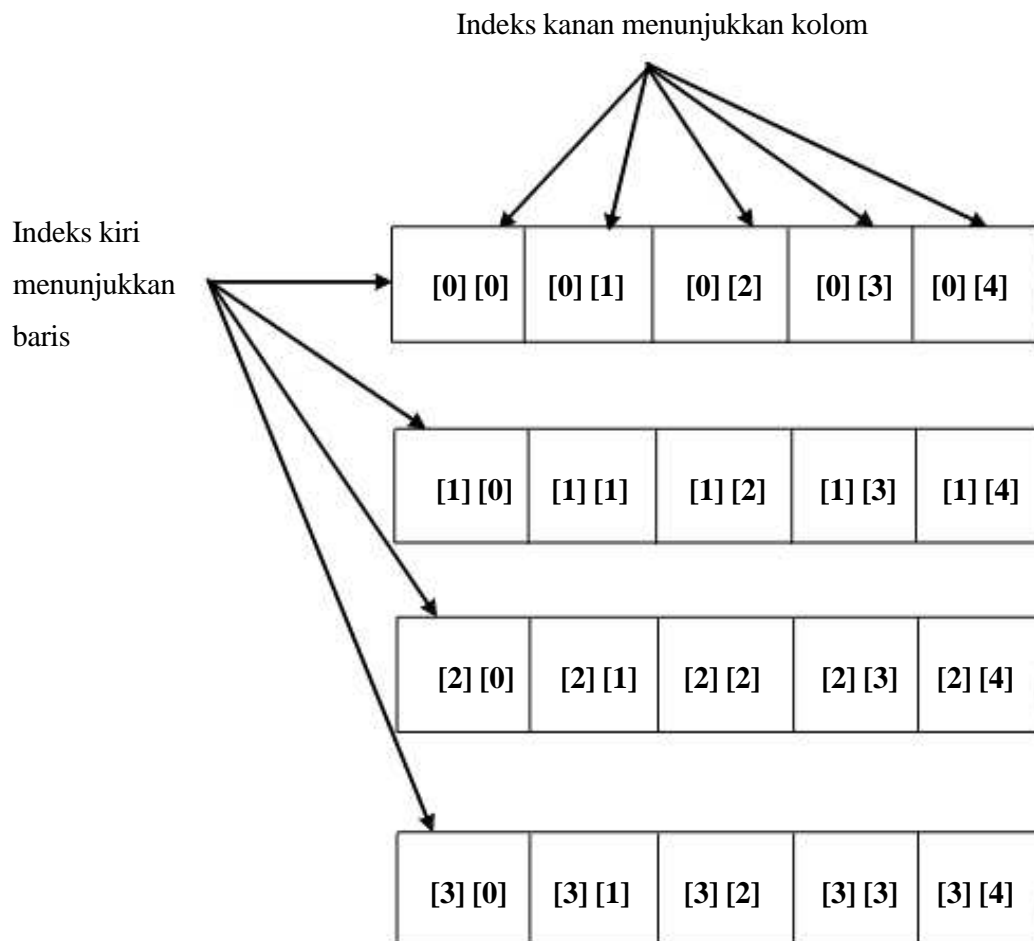 Indeks kanan menunjukkan kolom
Indeks kiri
menunjukkan
baris
[0] [0] [0] [1] [0] [2] [0] [3] [0] [4]
[1] [0] [1] [1] [1] [2] [1] [3] [1] [4]
[2] [0] [2] [1] [2] [2] [2] [3] [2] [4]
[3] [0] [3] [1] [3] [2] [3] [3] [3] [4]